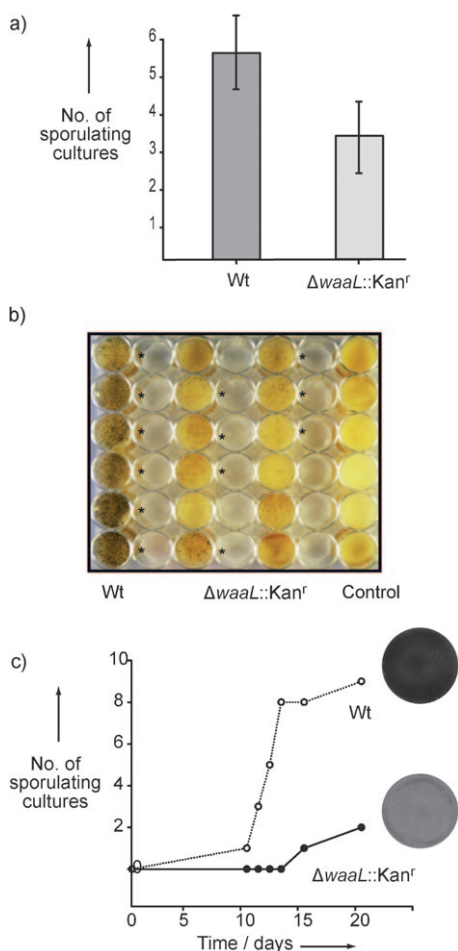 a)
6
5
4
3
2
1
No. of
sporulating
cultures
Wt
ΔwaaL::Kanʳ
b)
* *
* * *
* * *
* *
*
* *
Wt
ΔwaaL::Kanʳ
Control
c)
10
8
6
4
2
No. of
sporulating
cultures
Wt
ΔwaaL::Kanʳ
0
0
5
10
15
20
Time / days